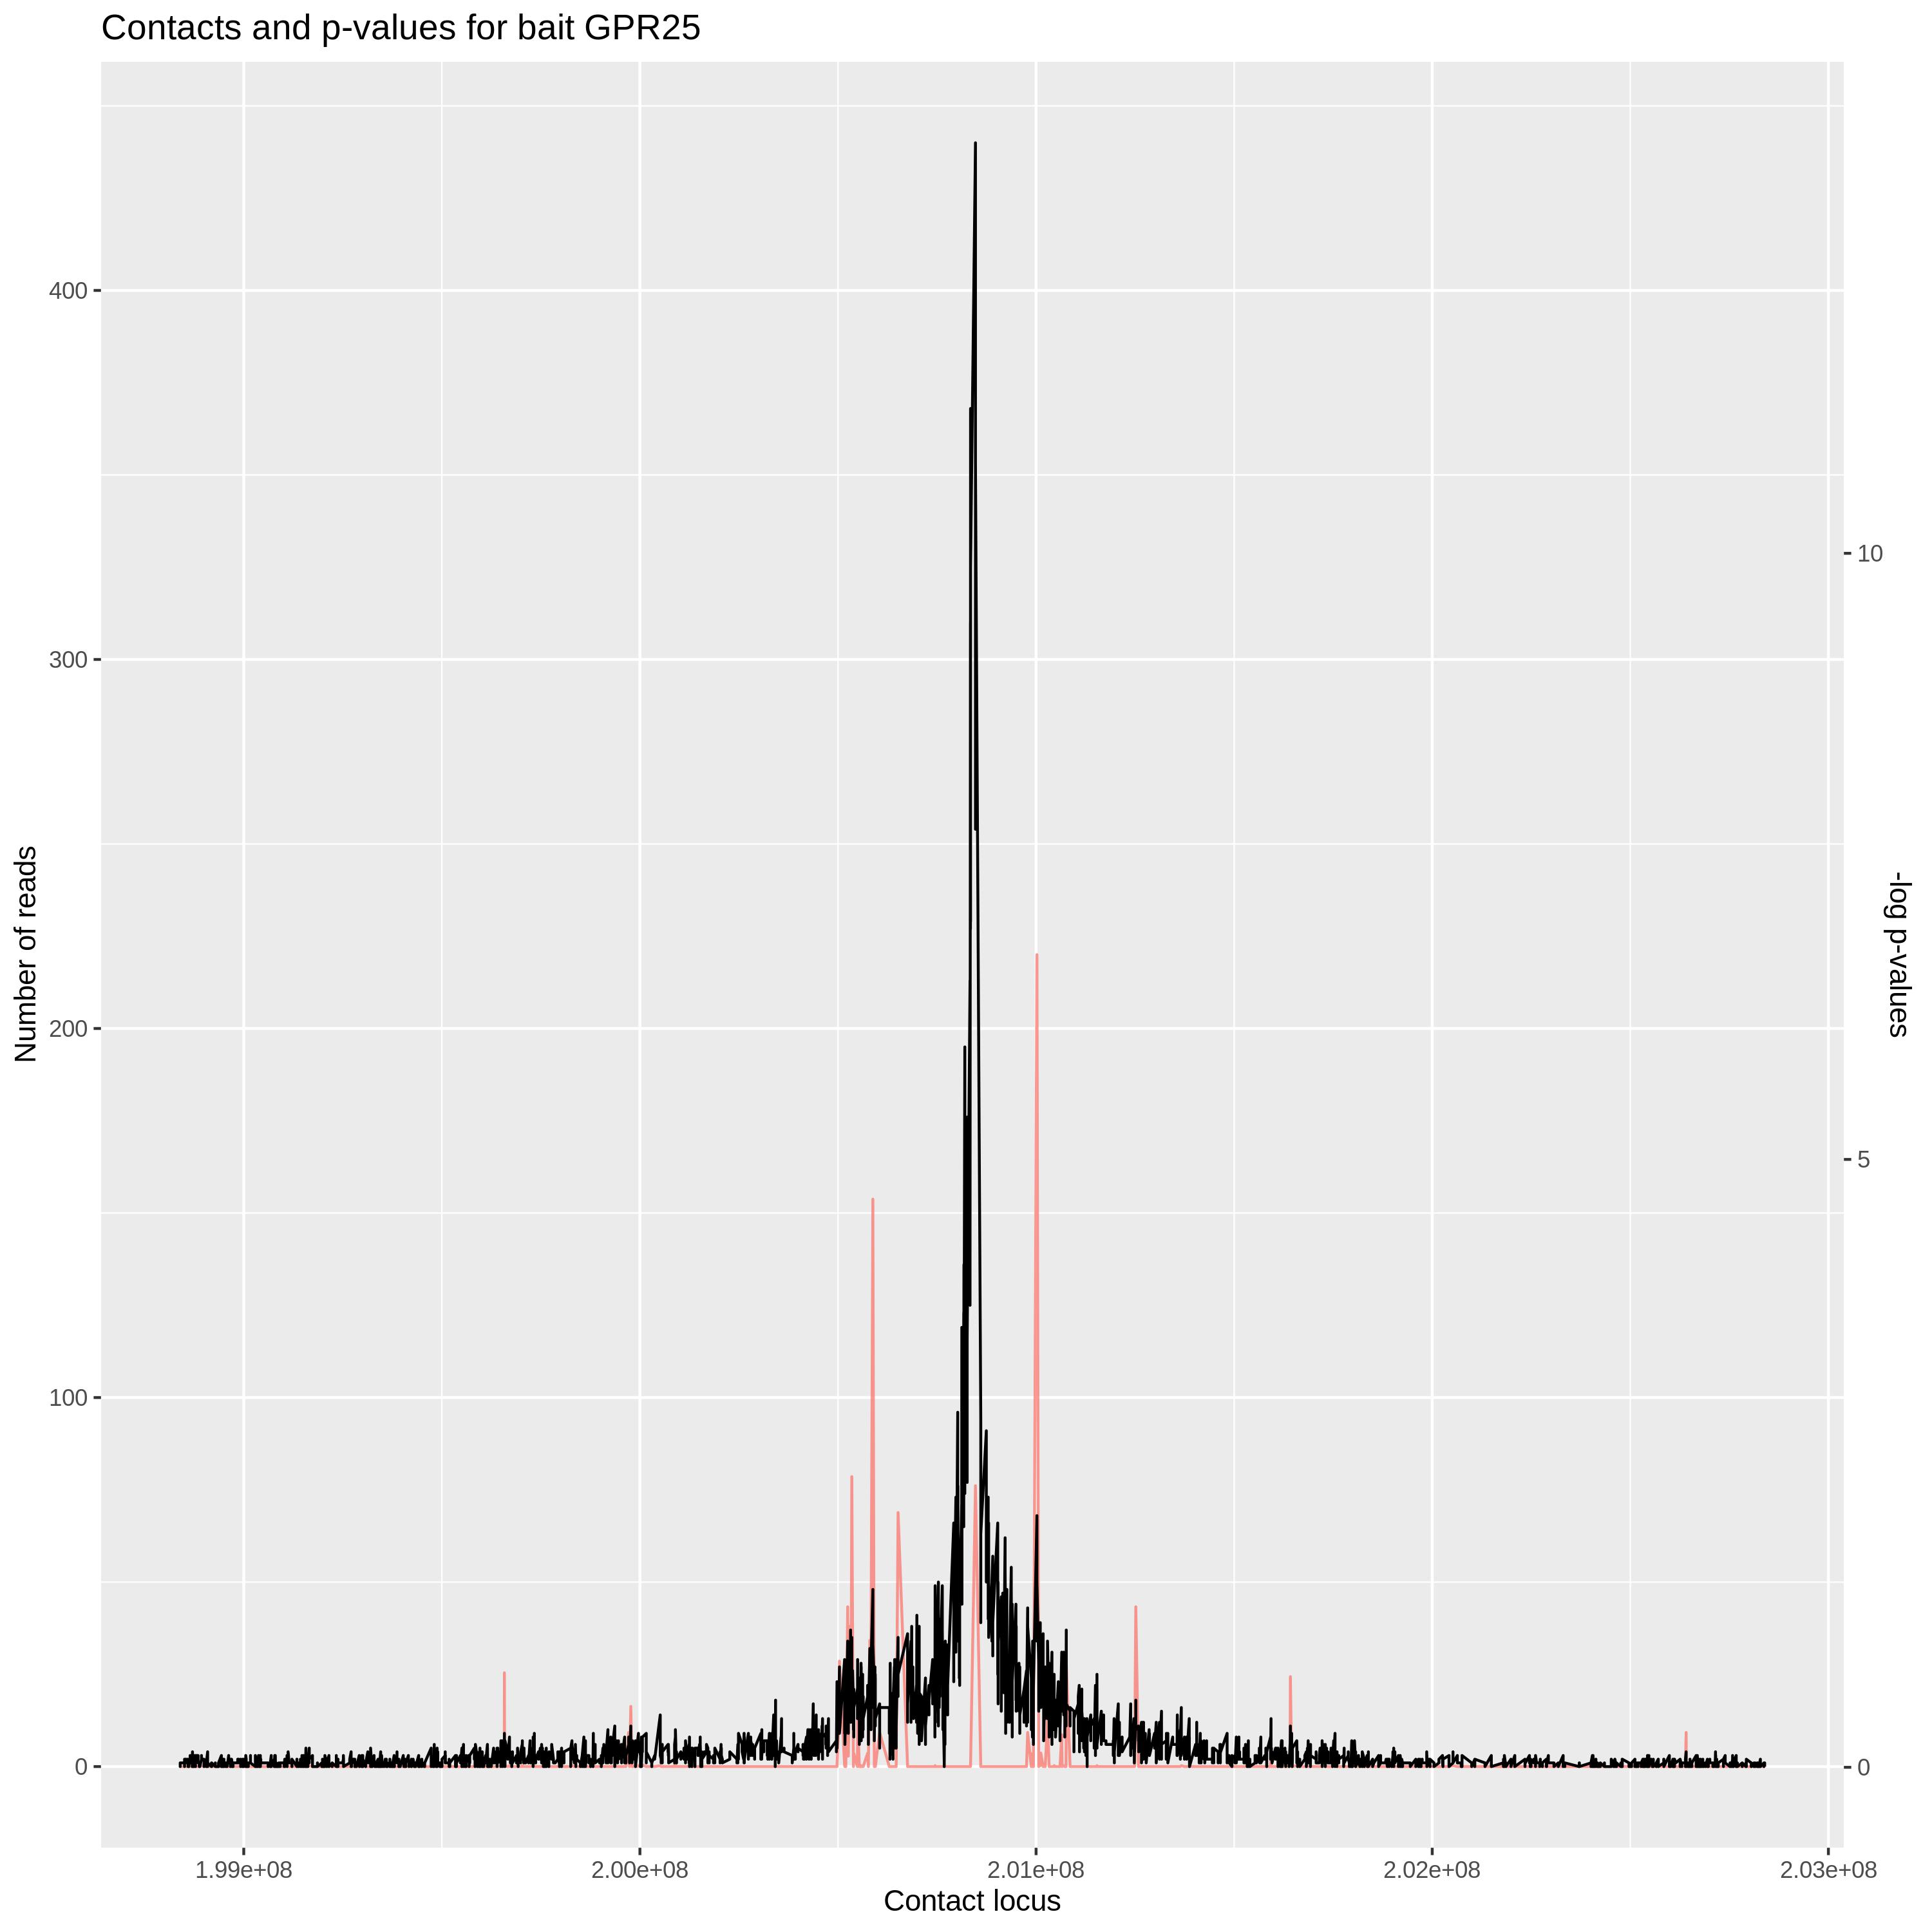 Contacts and p-values for bait GPR25
Number of reads
400
300
200
100
0
10
5
0
-log p-values
1.99e+08
2.00e+08
2.01e+08
2.02e+08
2.03e+08
Contact locus